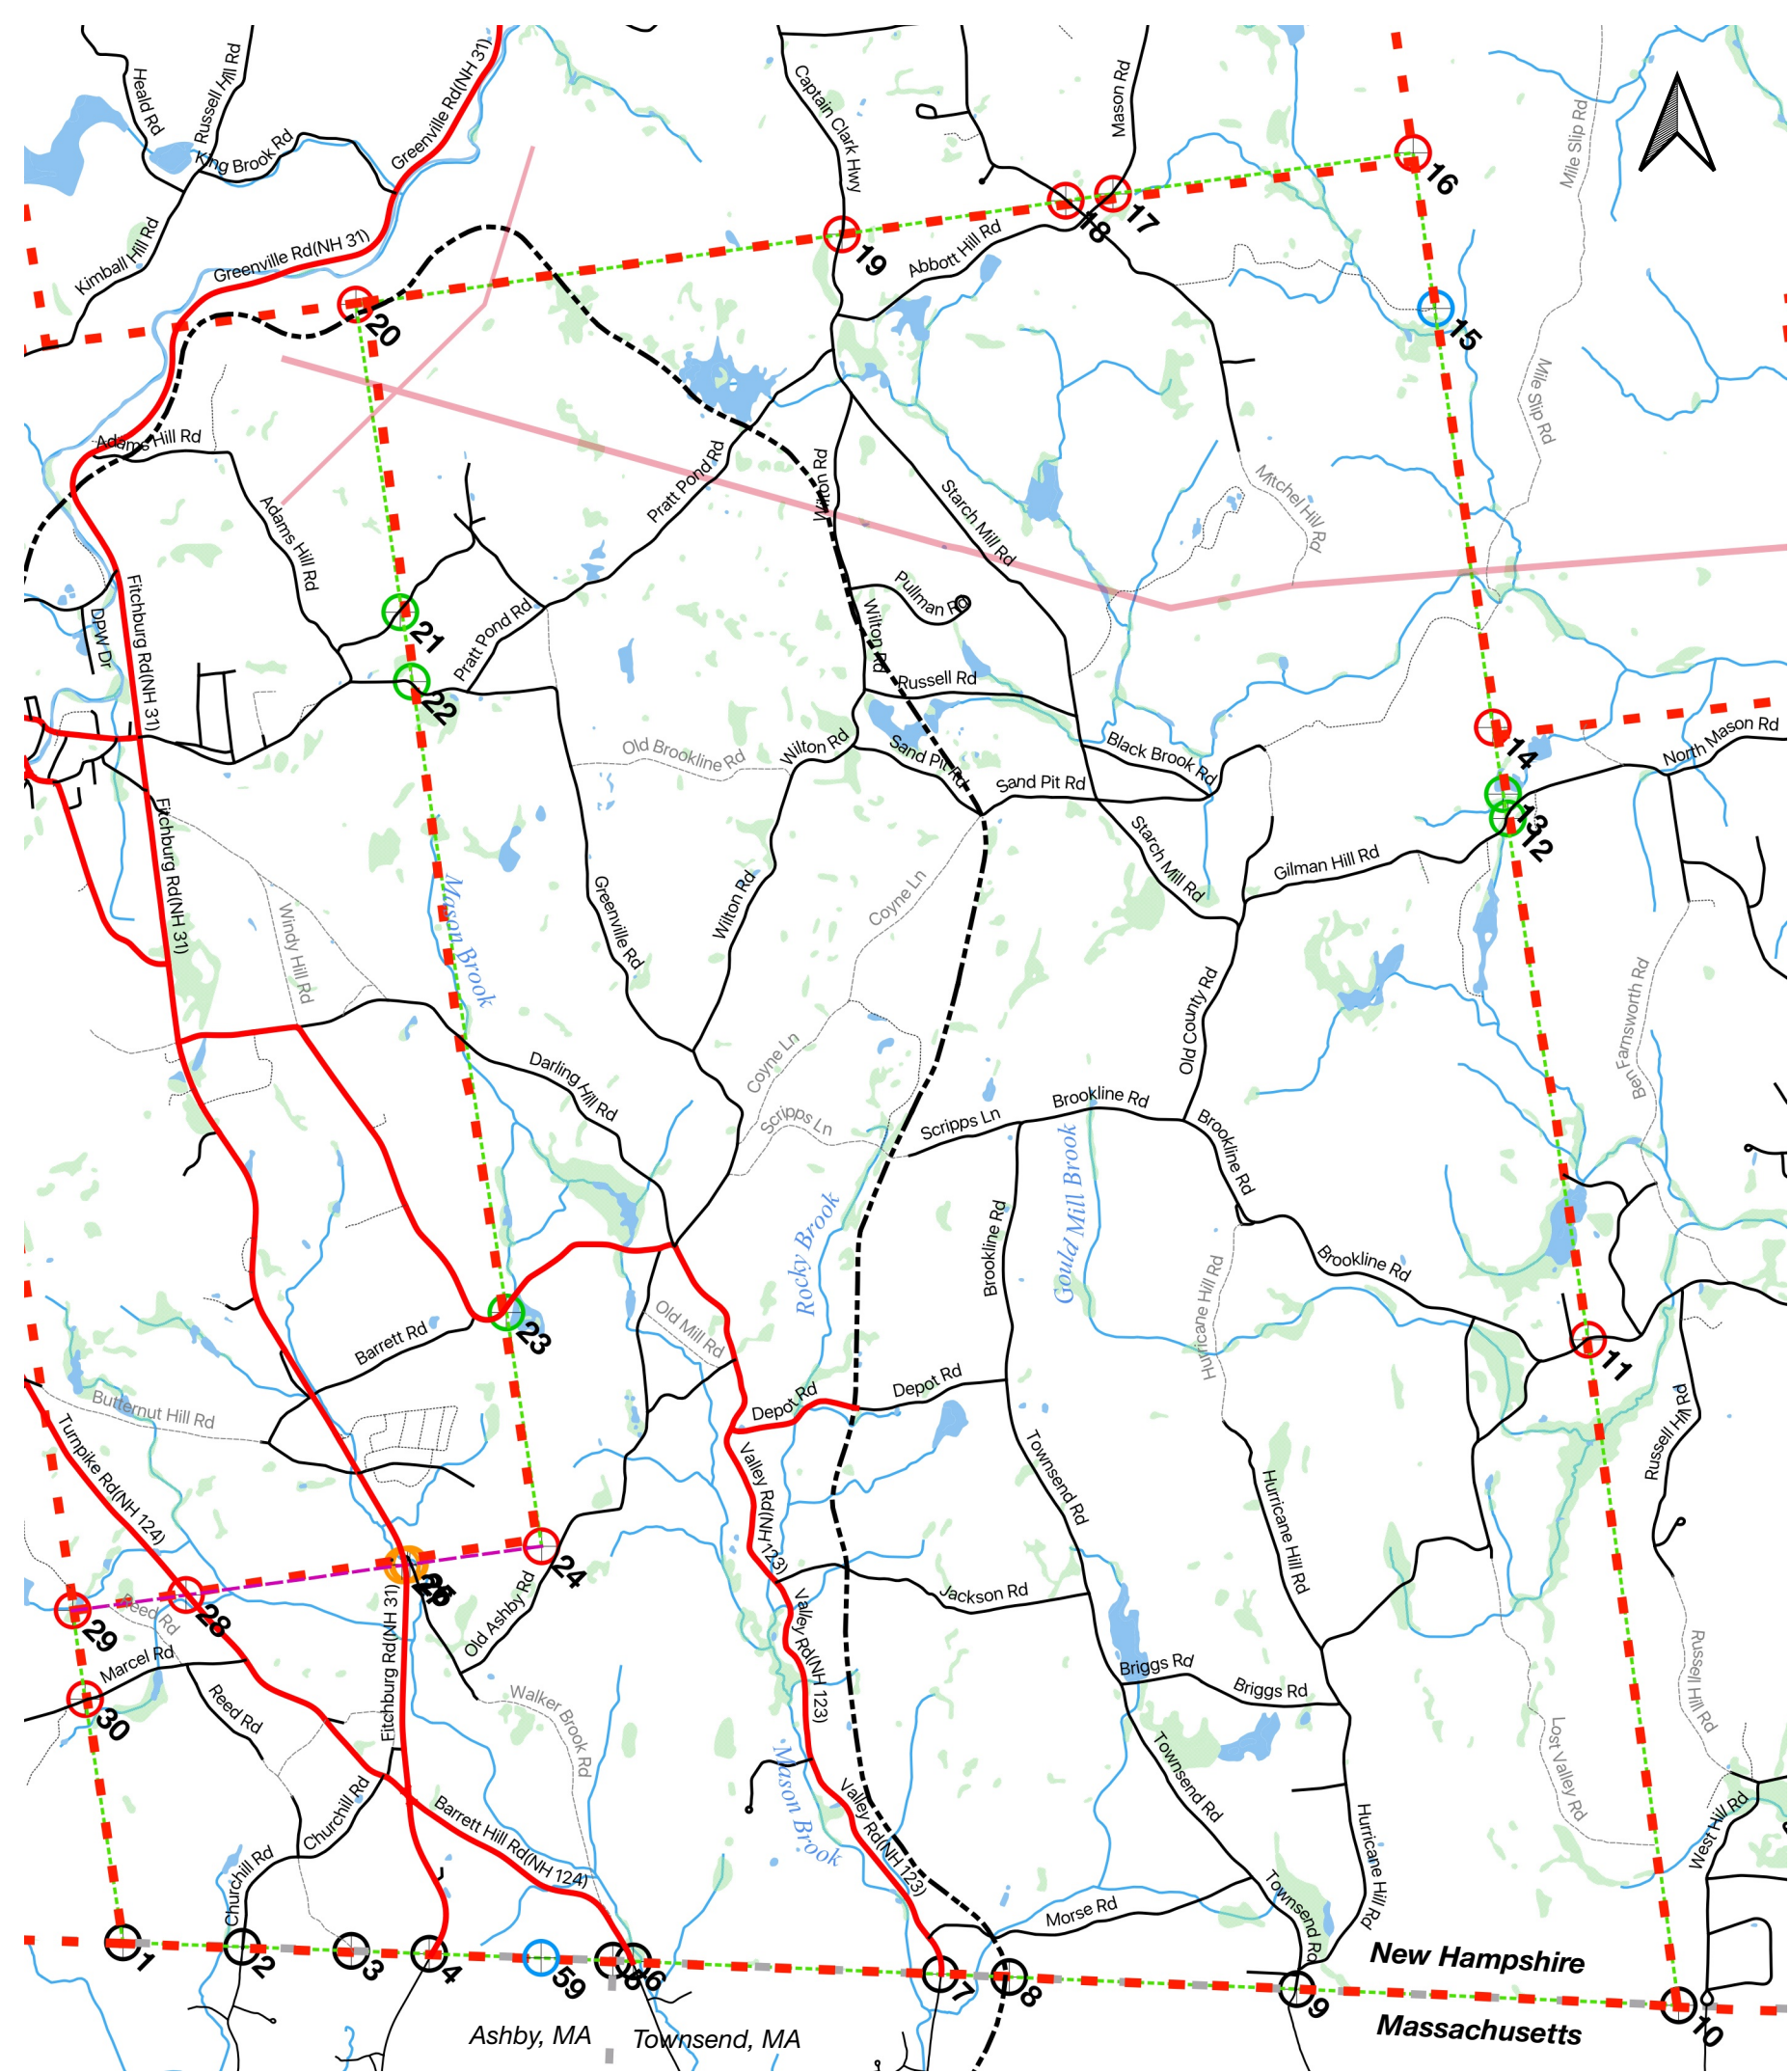 Heald Rd
Russell Hill Rd
King Brook Rd
Greenville Rd(NH 31)
Captain Clark Hwy
Mason Rd
Mile Slip Rd
16
17
18
Kimball Hill Rd
Greenville Rd(NH 31)
19
Abbott Hill Rd
20
15
Mile Slip Rd
Adams Hill Rd
Adams Hill Rd
Pratt Pond Rd
Wilton Rd
Starch Mill Rd
Mitchel Hill Rd
Fitchburg Rd(NH 31)
DPW Dr
21
Pratt Pond Rd
Pullman Rd
Wilton Rd
22
Russell Rd
Old Brookline Rd
Wilton Rd
Sand Pit Rd
Sand Pit Rd
Black Brook Rd
14
North Mason Rd
13
12
Fitchburg Rd(NH 31)
Starch Mill Rd
Gilman Hill Rd
Mason Brook
Windy Hill Rd
Greenville Rd
Wilton Rd
Coyne Ln
Old County Rd
Ben Farnsworth Rd
Coyne Ln
Darling Hill Rd
Scripps Ln
Scripps Ln
Brookline Rd
Brookline Rd
Rocky Brook
Brookline Rd
Gould Mill Brook
Hurricane Hill Rd
Brookline Rd
23
Barrett Rd
Old Mill Rd
11
Butternut Hill Rd
Depot Rd
Depot Rd
Russell Hill Rd
Turnpike Rd(NH 124)
Valley Rd(NH 123)
Townsend Rd
Hurricane Hill Rd
24
25
29
Reed Rd
28
Fitchburg Rd(NH 31)
Old Ashby Rd
Jackson Rd
Valley Rd(NH 123)
Marcel Rd
Reed Rd
30
Walker Brook Rd
Briggs Rd
Briggs Rd
Russell Hill Rd
Lost Valley Rd
Mason Brook
Townsend Rd
Churchill Rd
Barrett Hill Rd(NH 124)
Valley Rd(NH 123)
Hurricane Hill Rd
West Hill Rd
Churchill Rd
Townsend Rd
Morse Rd
1
2
3
4
59
5
6
7
8
9
10
New Hampshire
Massachusetts
Ashby, MA
Townsend, MA